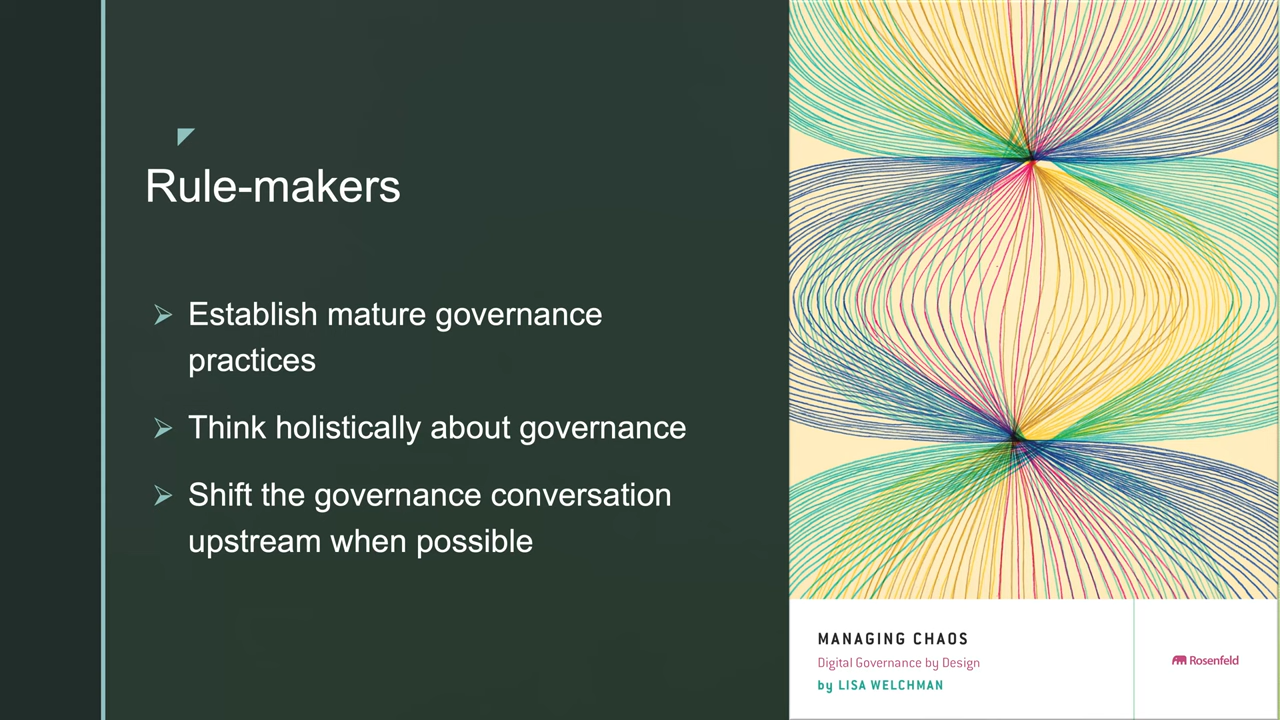 Rule-makers
Establish mature governance
practices
Think holistically about governance
Shift the governance conversation
upstream when possible
MANAGING CHAOS
Digital Governance by Design
by LISA WELCHMAN
Rosenfeld